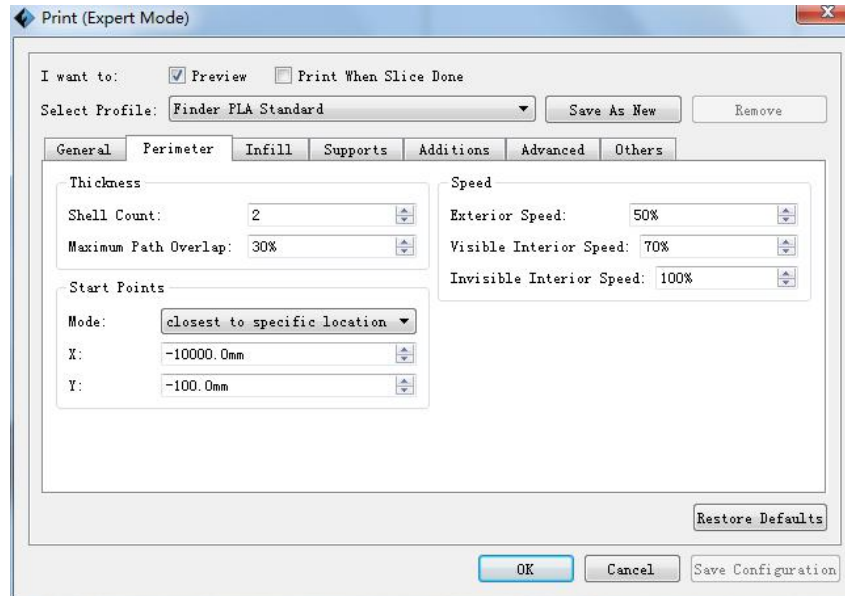 Print (Expert Mode)
I want to: Preview Print When Slice Done
Select Profile: Finder PLA Standard Save As New Remove
General Perimeter Infill Supports Additions Advanced Others
Thickness
Shell Count: 2
Maximum Path Overlap: 30%
Start Points
Mode: closest to specific location
X: -10000.0mm
Y: -100.0mm
Speed
Exterior Speed: 50%
Visible Interior Speed: 70%
Invisible Interior Speed: 100%
Restore Defaults
OK Cancel Save Configuration